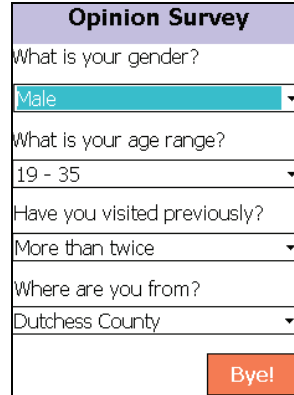 Opinion Survey
What is your gender?
Male
What is your age range?
19 - 35
Have you visited previously?
More than twice
Where are you from?
Dutchess County
Bye!